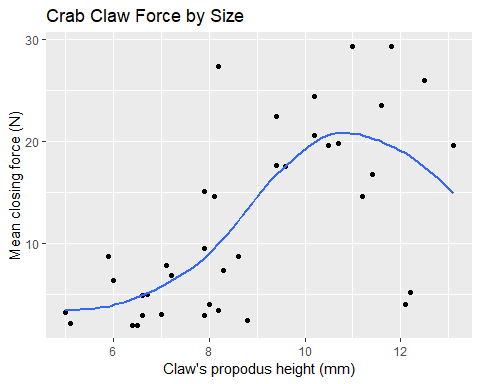 Crab Claw Force by Size
30
20
10
Mean closing force (N)
6 8 10 12
Claw's propodus height (mm)